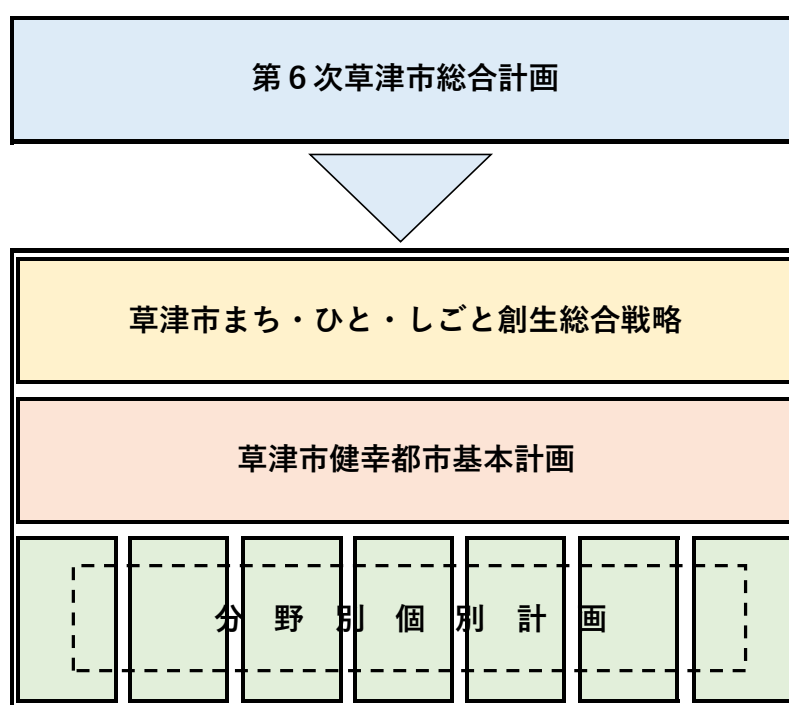 第６次草津市総合計画
草津市まち・ひと・しごと創生総合戦略
草津市健幸都市基本計画
分野別個別計画